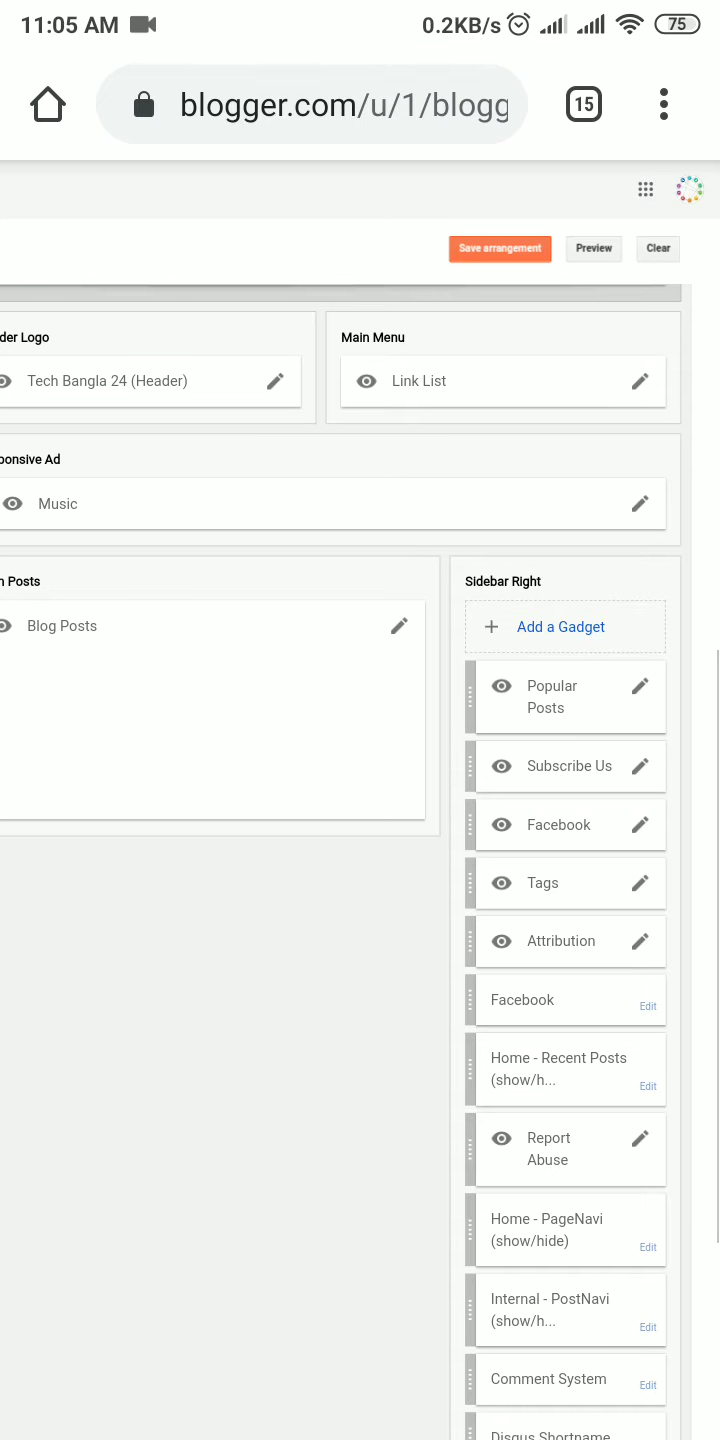 11:05 AM
0.2KB/s
75
blogger.com/u/1/blogg
15
Save arrangement
Preview
Clear
der Logo
Main Menu
Tech Bangla 24 (Header)
Link List
ponsive Ad
Music
n Posts
Sidebar Right
Blog Posts
Add a Gadget
Popular
Posts
Subscribe Us
Facebook
Tags
Attribution
Facebook
Edit
Home - Recent Posts
(show/h...
Edit
Report
Abuse
Home - PageNavi
(show/hide)
Edit
Internal - PostNavi
(show/h...
Edit
Comment System
Edit
Disqus Shortname